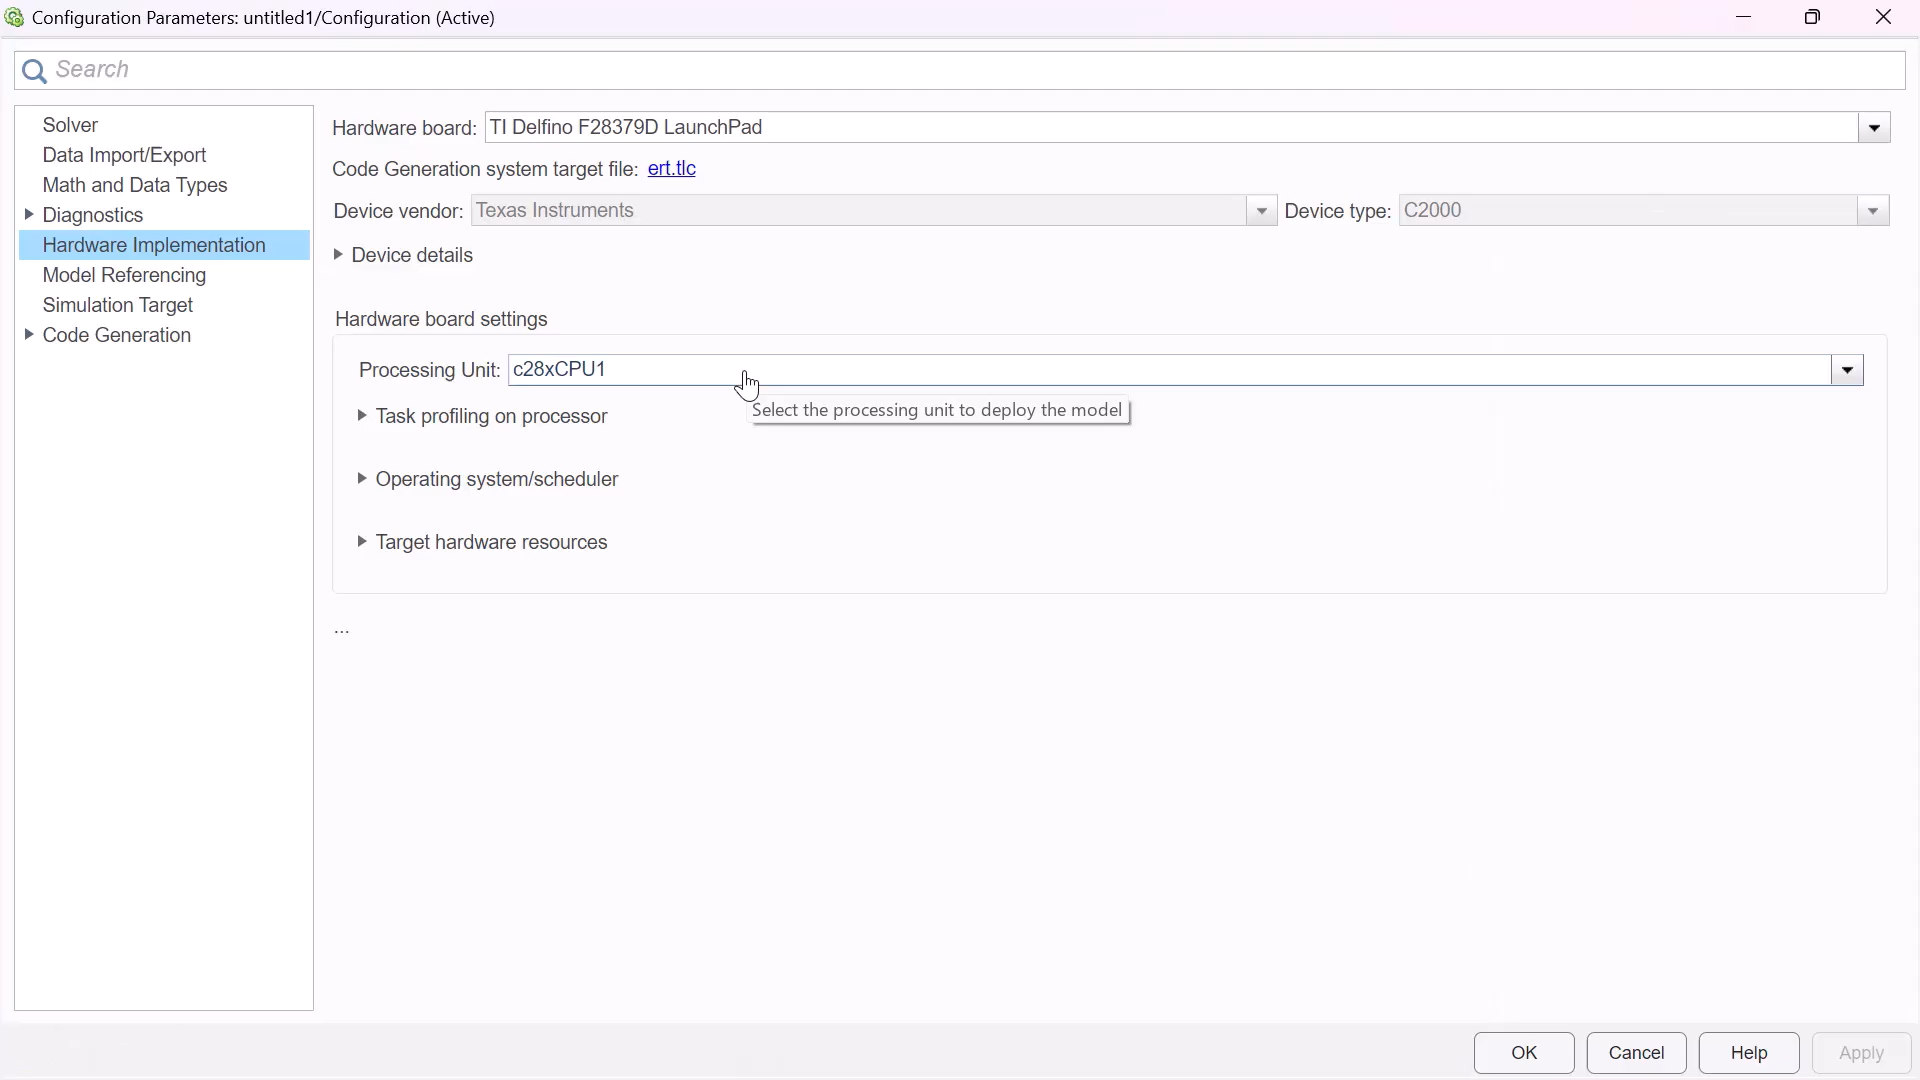 Configuration Parameters: untitled1/Configuration (Active)
Search
Solver
Data Import/Export
Math and Data Types
Diagnostics
Hardware Implementation
Model Referencing
Simulation Target
Code Generation
Hardware board: TI Delfino F28379D LaunchPad
Code Generation system target file: ert.tlc
Device vendor: Texas Instruments Device type: C2000
Device details
Hardware board settings
Processing Unit: c28xCPU1
Select the processing unit to deploy the model
Task profiling on processor
Operating system/scheduler
Target hardware resources
...
OK Cancel Help Apply